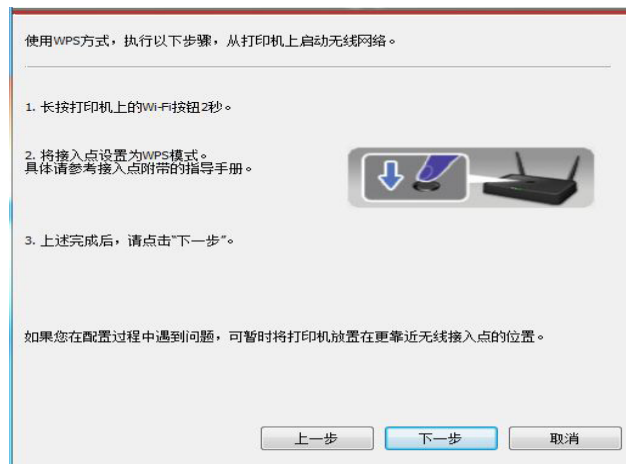 使用WPS方式，执行以下步骤，从打印机上启动无线网络。
1. 长按打印机上的Wi-Fi按钮2秒。
2. 将接入点设置为WPS模式。
具体请参考接入点附带的指导手册。
3. 上述完成后，请点击“下一步”。
如果您在配置过程中遇到问题，可暂时将打印机放置在更靠近无线接入点的位置。
上一步 下一步 取消